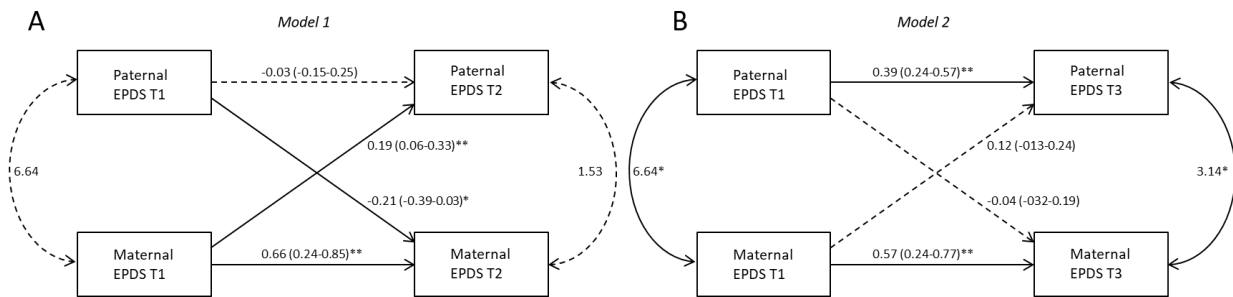 A
Model 1
Paternal
EPDS T1
-0.03 (-0.15-0.25)
Paternal
EPDS T2
6.64
0.19 (0.06-0.33)**
1.53
-0.21 (-0.39-0.03)*
Maternal
EPDS T1
0.66 (0.24-0.85)**
Maternal
EPDS T2
B
Model 2
Paternal
EPDS T1
0.39 (0.24-0.57)**
Paternal
EPDS T3
6.64*
0.12 (-013-0.24)
3.14*
-0.04 (-032-0.19)
Maternal
EPDS T1
0.57 (0.24-0.77)**
Maternal
EPDS T3